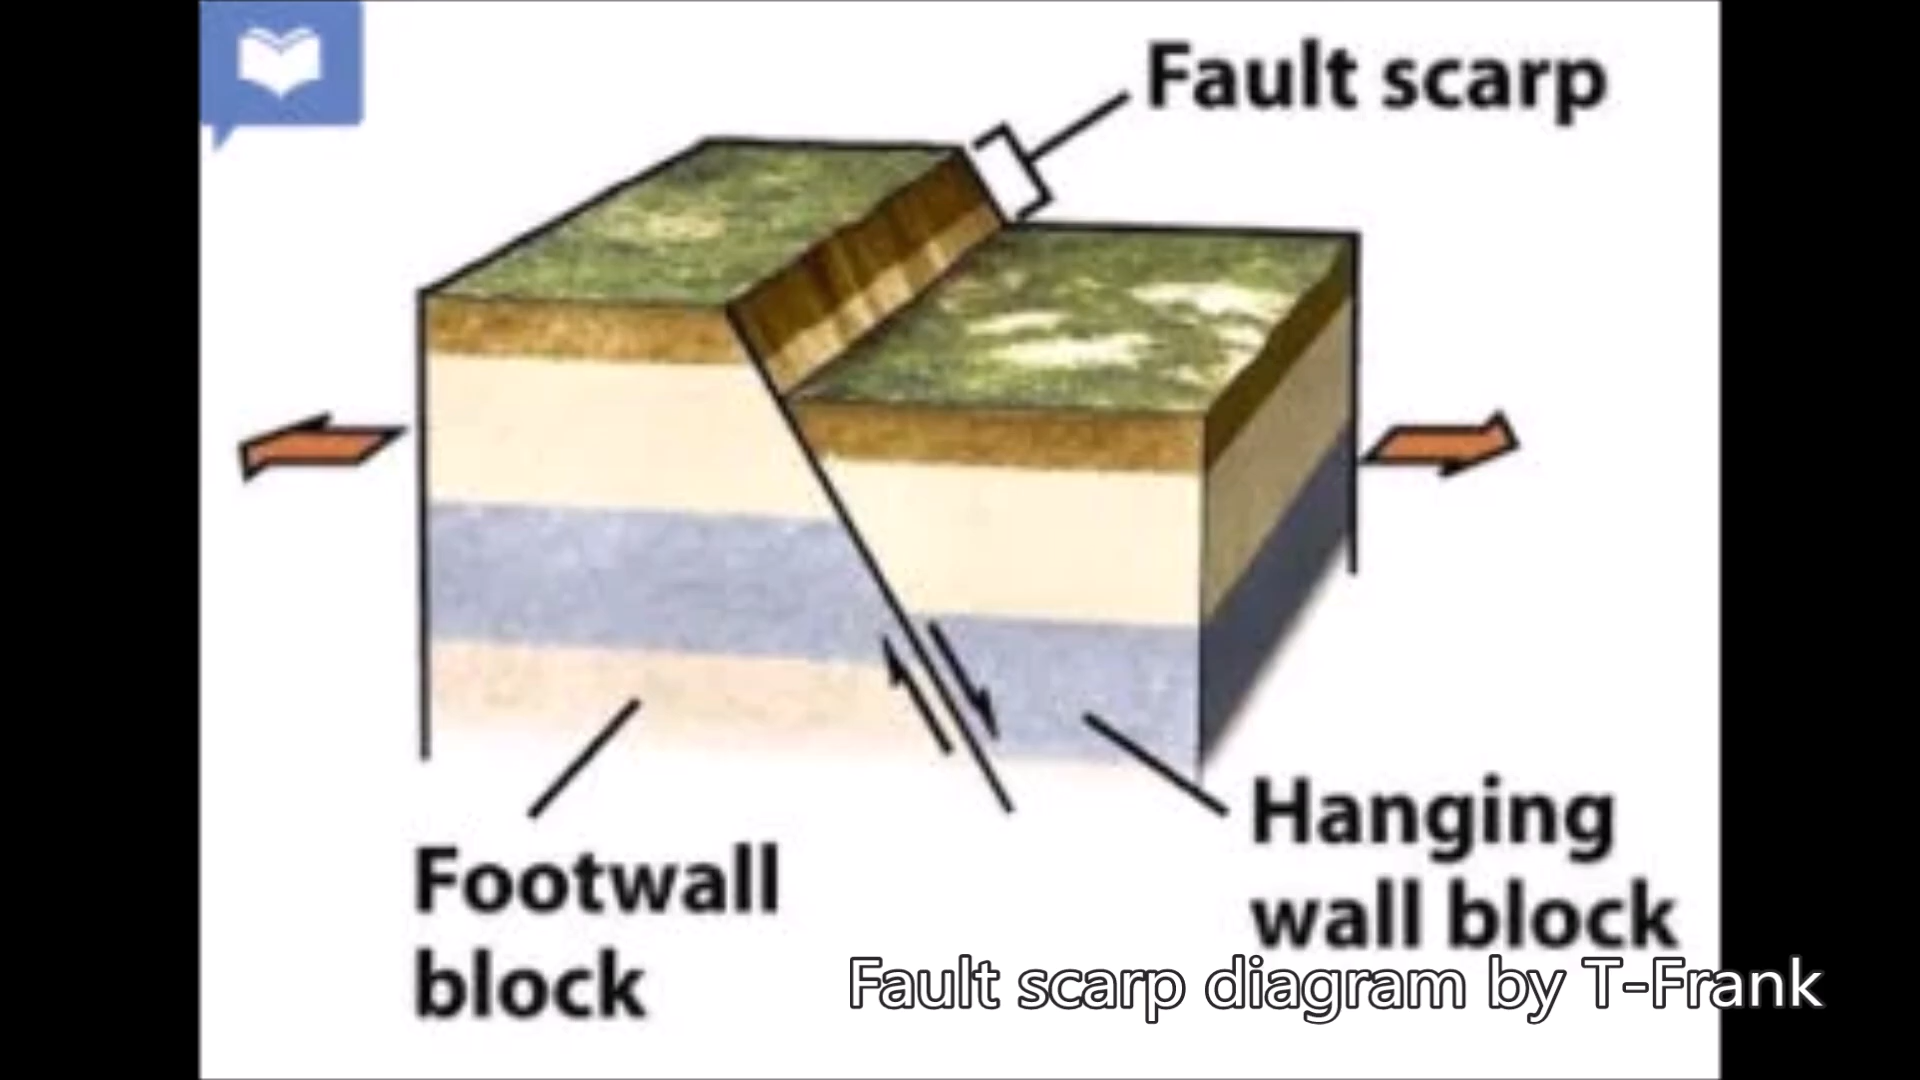 Fault scarp
Footwall
block
Hanging
wall block
Fault scarp diagram by T-Frank